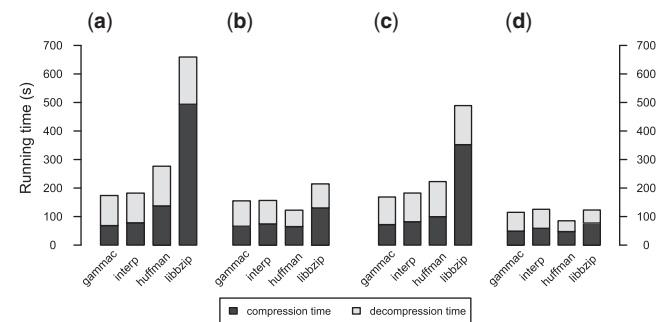 (a) (b) (c) (d)
Running time (s)
700 700
600 600
500 500
400 400
300 300
200 200
100 100
0 0
gammac interp huffman libbzip gammac interp huffman libbzip gammac interp huffman libbzip gammac interp huffman libbzip
compression time decompression time